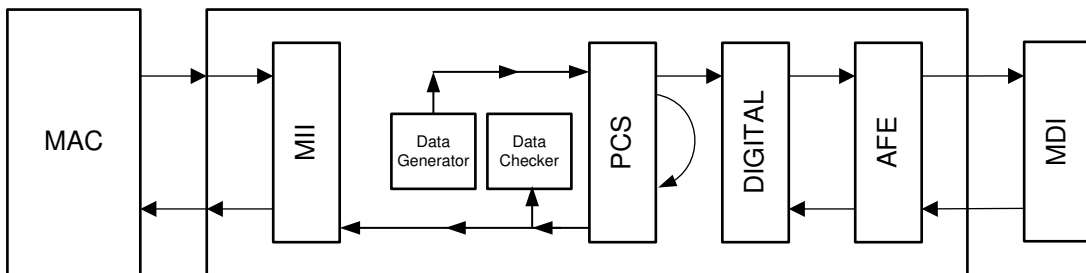 MAC
MII
Data
Generator
Data
Checker
PCS
DIGITAL
AFE
MDI